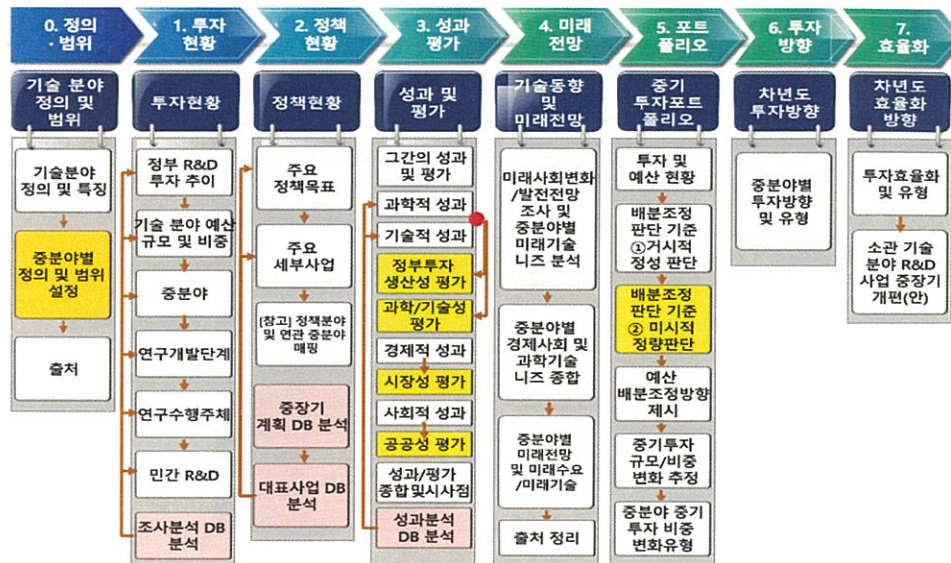 0. 정의
· 범위
1. 투자
현황
2. 정책
현황
3. 성과
평가
4. 미래
전망
5. 포트
폴리오
6. 투자
방향
7.
효율화
기술 분야
정의 및
범위
기술분야
정의 및 특징
중분야별
정의 및 범위
설정
출처
투자현황
정부 R&D
투자 추이
기술 분야 예산
규모 및 비중
중분야
연구개발단계
연구수행주체
민간 R&D
조사분석 DB
분석
정책현황
주요
정책목표
주요
세부사업
[참고] 정책분야
및 연관 중분야
매핑
중장기
계획 DB 분석
대표사업 DB
분석
성과 및
평가
그간의 성과
및 평가
과학적 성과
기술적 성과
정부투자
생산성 평가
과학/기술성
평가
경제적 성과
시장성 평가
사회적 성과
공공성 평가
성과/평가
종합및시사점
성과분석
DB 분석
기술동향
및
미래전망
미래사회변화
/발전전망
조사 및
중분야별
미래기술
니즈 분석
중분야별
경제사회 및
과학기술
니즈 종합
중분야별
미래전망
및 미래수요
/미래기술
출처 정리
중기
투자포트
폴리오
투자 및
예산 현황
배분조정
판단 기준
①거시적
정성 판단
배분조정
판단 기준
② 미시적
정량판단
예산
배분조정방향
제시
중기투자
규모/비중
변화 추정
중분야 중기
투자 비중
변화유형
차년도
투자방향
중분야별
투자방향
및 유형
차년도
효율화
방향
투자효율화
및 유형
소관 기술
분야 R&D
사업 중장기
개편(안)